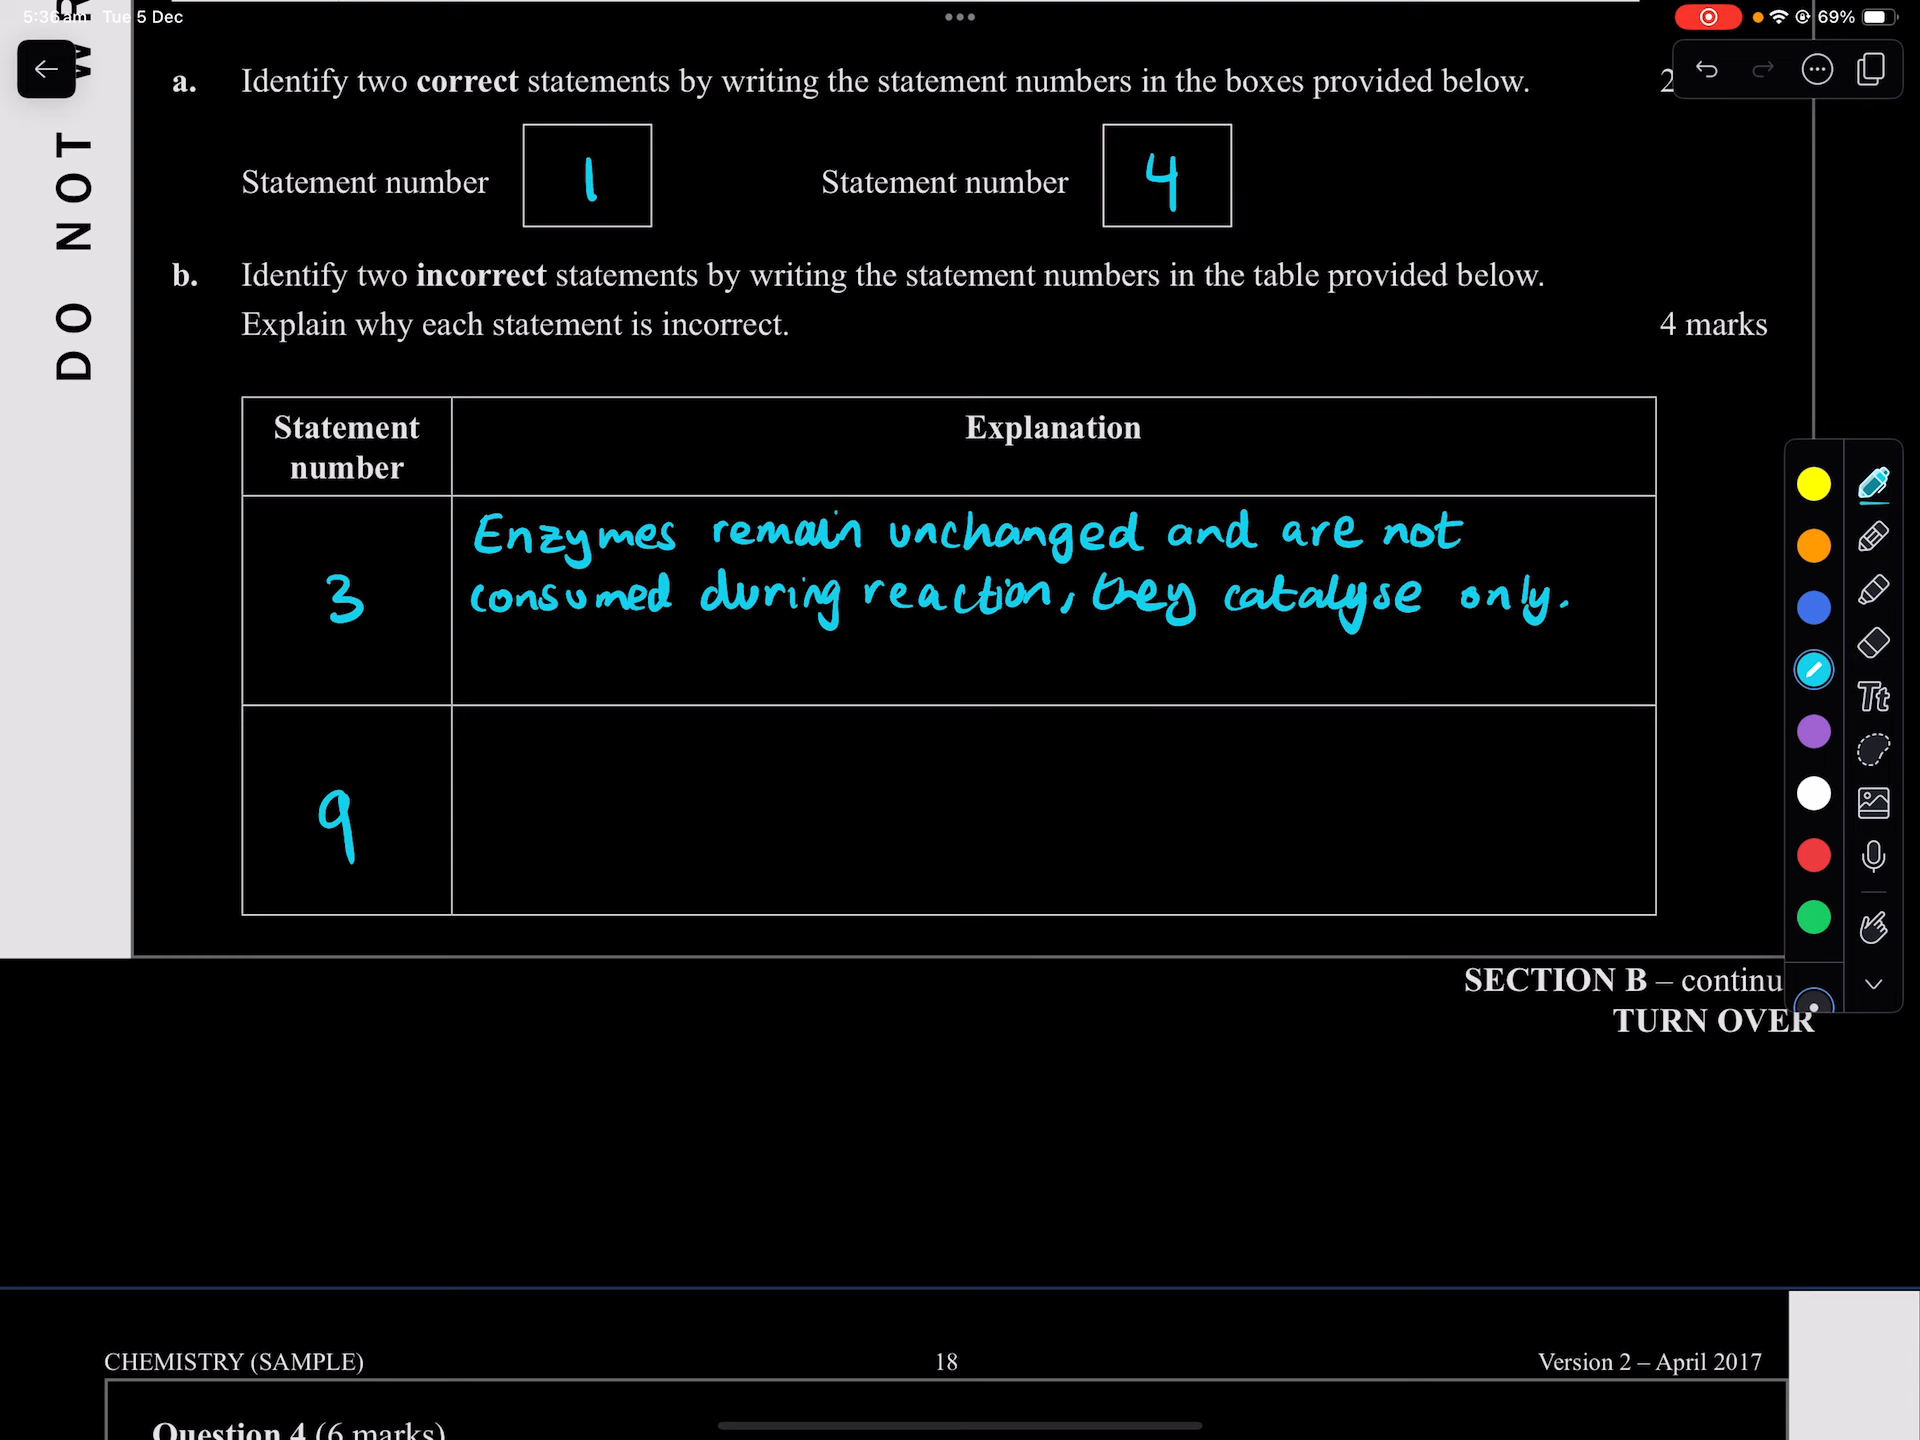 5:36 am Tue 5 Dec
69%
a. Identify two correct statements by writing the statement numbers in the boxes provided below. 2
Statement number 1 Statement number 4
b. Identify two incorrect statements by writing the statement numbers in the table provided below.
Explain why each statement is incorrect. 4 marks
DO NOT WR
Statement number
Explanation
3
Enzymes remain unchanged and are not
consumed during reaction, they catalyse only.
9
SECTION B – continu
TURN OVER
CHEMISTRY (SAMPLE) 18 Version 2 – April 2017
Question 4 (6 marks)
Tt